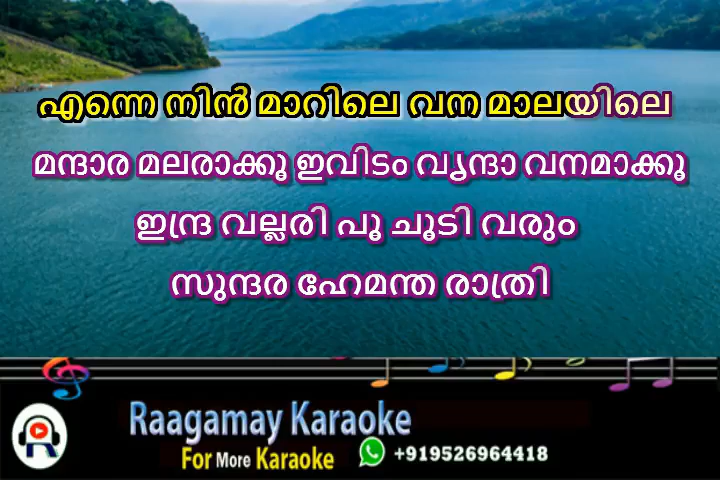 എന്നെ നിൻ മാറിലെ വന മാലയിലെ
മന്ദാര മലരാക്കൂ ഇവിടം വൃന്ദാ വനമാക്കൂ
ഇന്ദ്ര വല്ലരി പൂ ചൂടി വരും
സുന്ദര ഹേമന്ത രാത്രി
Raagamay Karaoke
For More Karaoke +919526964418